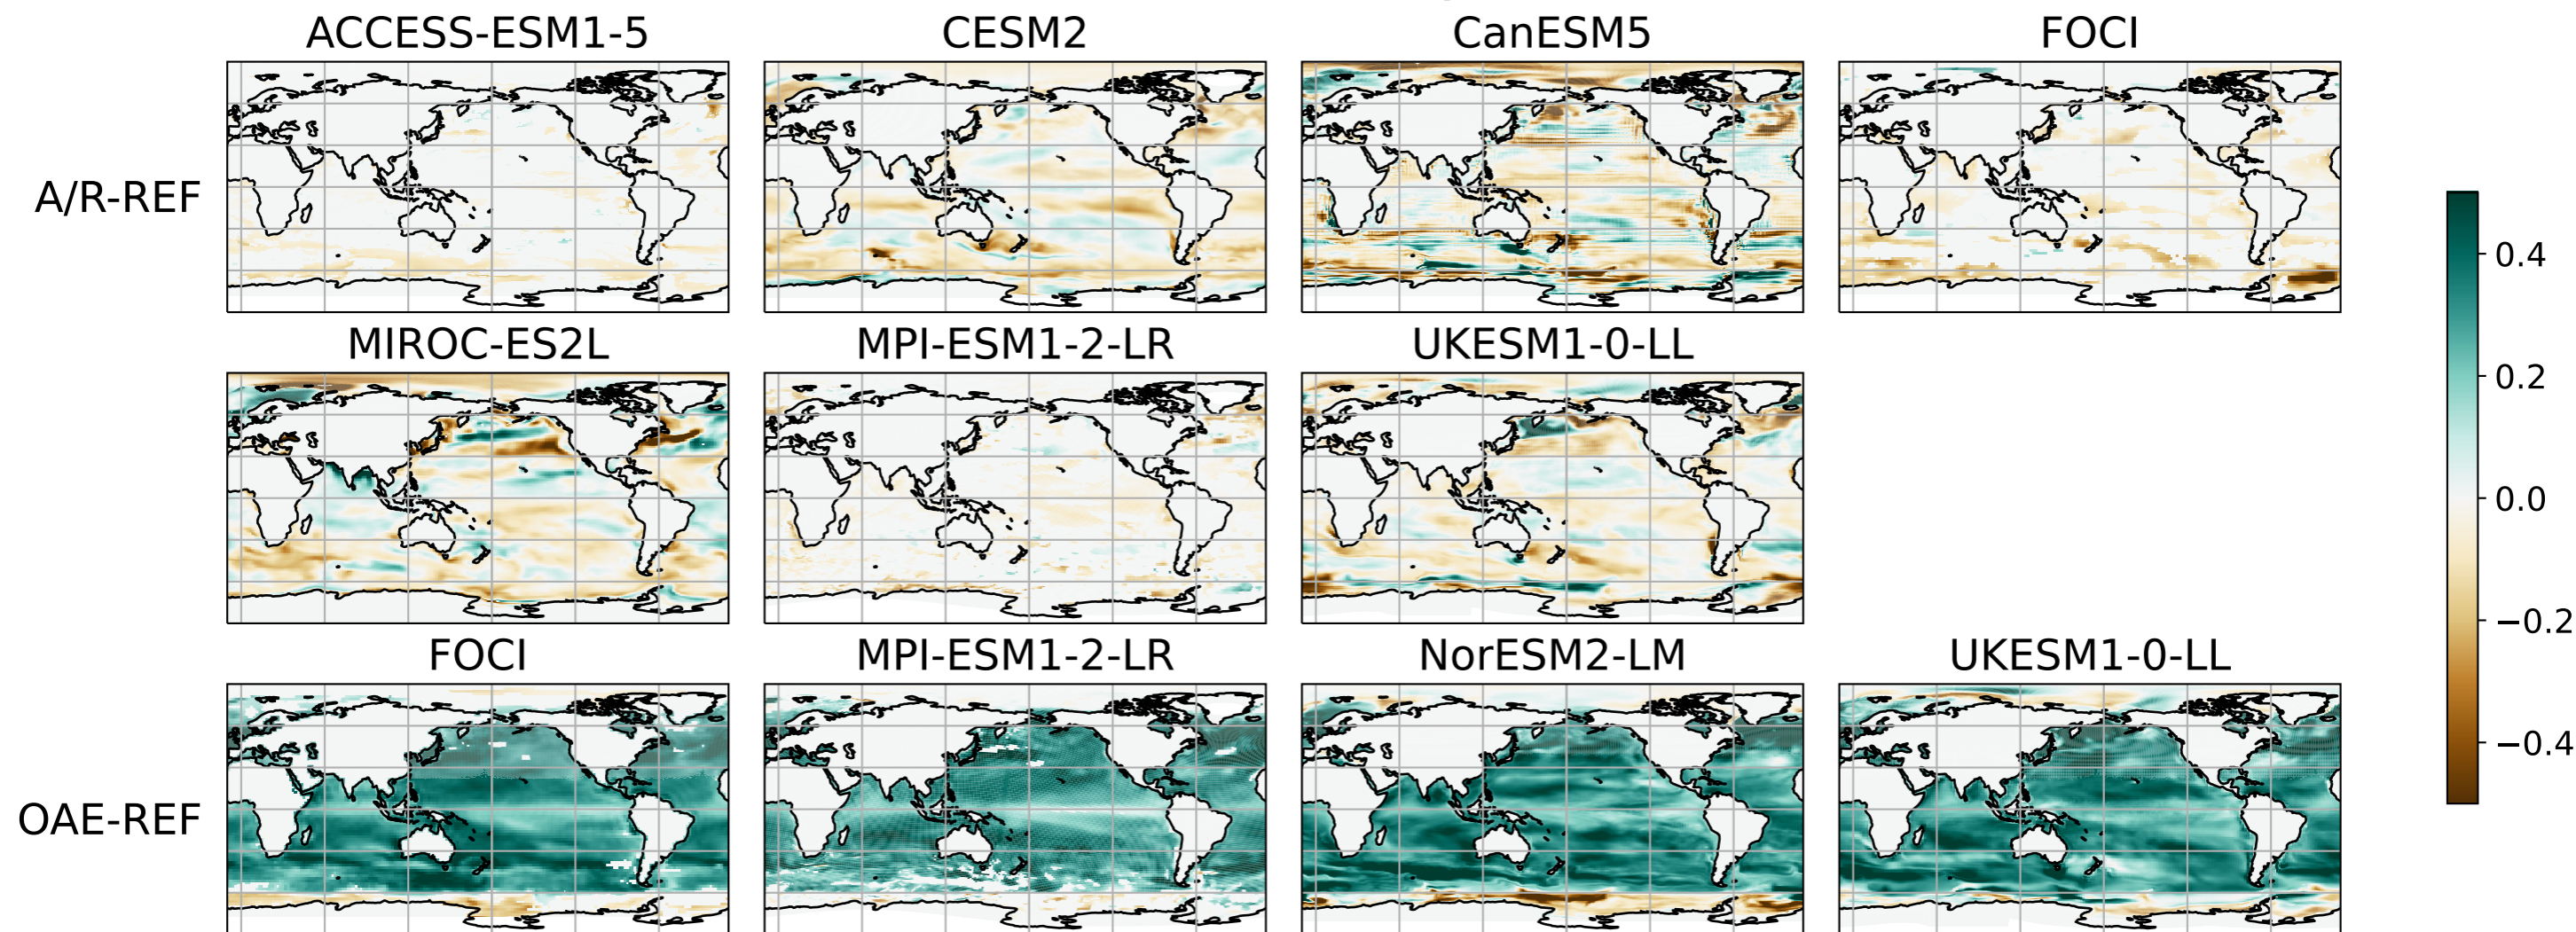 ACCESS-ESM1-5 CESM2 CanESM5 FOCI
A/R-REF
MIROC-ES2L MPI-ESM1-2-LR UKESM1-0-LL
FOCI MPI-ESM1-2-LR NorESM2-LM UKESM1-0-LL
OAE-REF
0.4
0.2
0.0
−0.2
−0.4